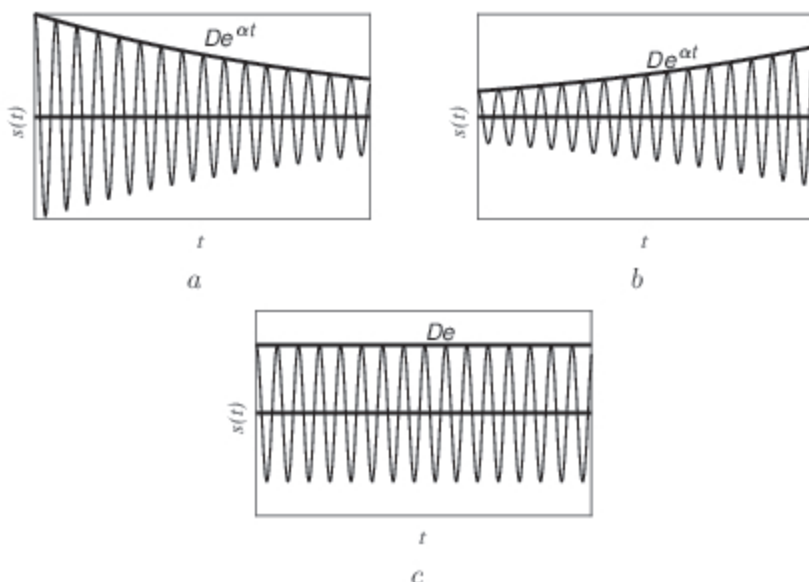 De^{αt}
s(t)
t
a
De^{αt}
s(t)
t
b
De
s(t)
t
c